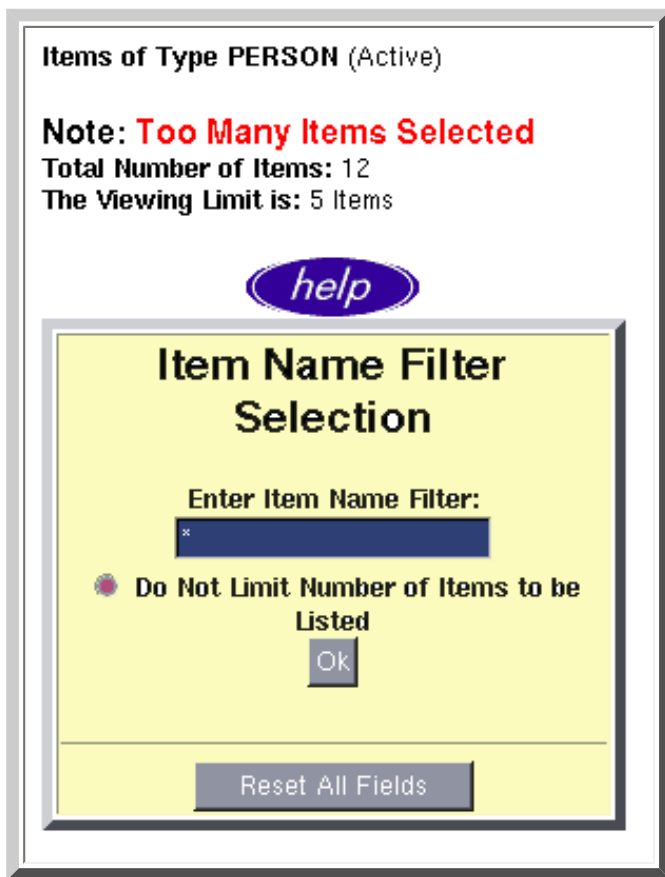 Items of Type PERSON (Active)
Note: Too Many Items Selected
Total Number of Items: 12
The Viewing Limit is: 5 Items
help
Item Name Filter
Selection
Enter Item Name Filter:
*
Do Not Limit Number of Items to be
Listed
Ok
Reset All Fields